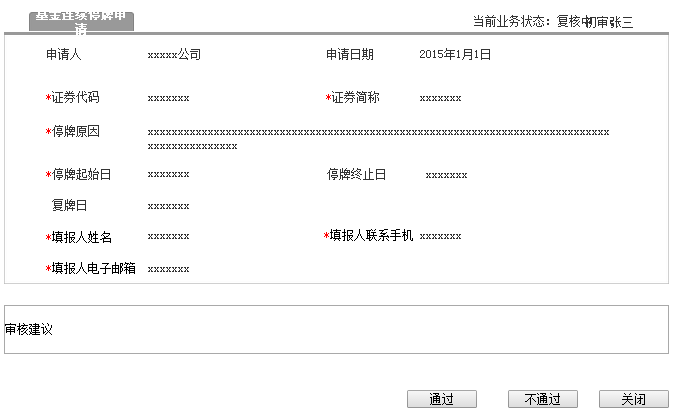 基金连续停牌申
请
当前业务状态：复核中初审张三
申请人 xxxxx公司 申请日期 2015年1月1日
*证券代码 xxxxxxx *证券简称 xxxxxxx
*停牌原因 xxxxxxxxxxxxxxxxxxxxxxxxxxxxxxxxxxxxxxxxxxxxxxxxxxxxxxxxxxxxxxxxxxxxxxxxxxxxx
xxxxxxxxxxxxxxx
*停牌起始日 xxxxxxx 停牌终止日 xxxxxxx
复牌日 xxxxxxx
*填报人姓名 xxxxxxx *填报人联系手机 xxxxxxx
*填报人电子邮箱 xxxxxxx
审核建议
通过 不通过 关闭